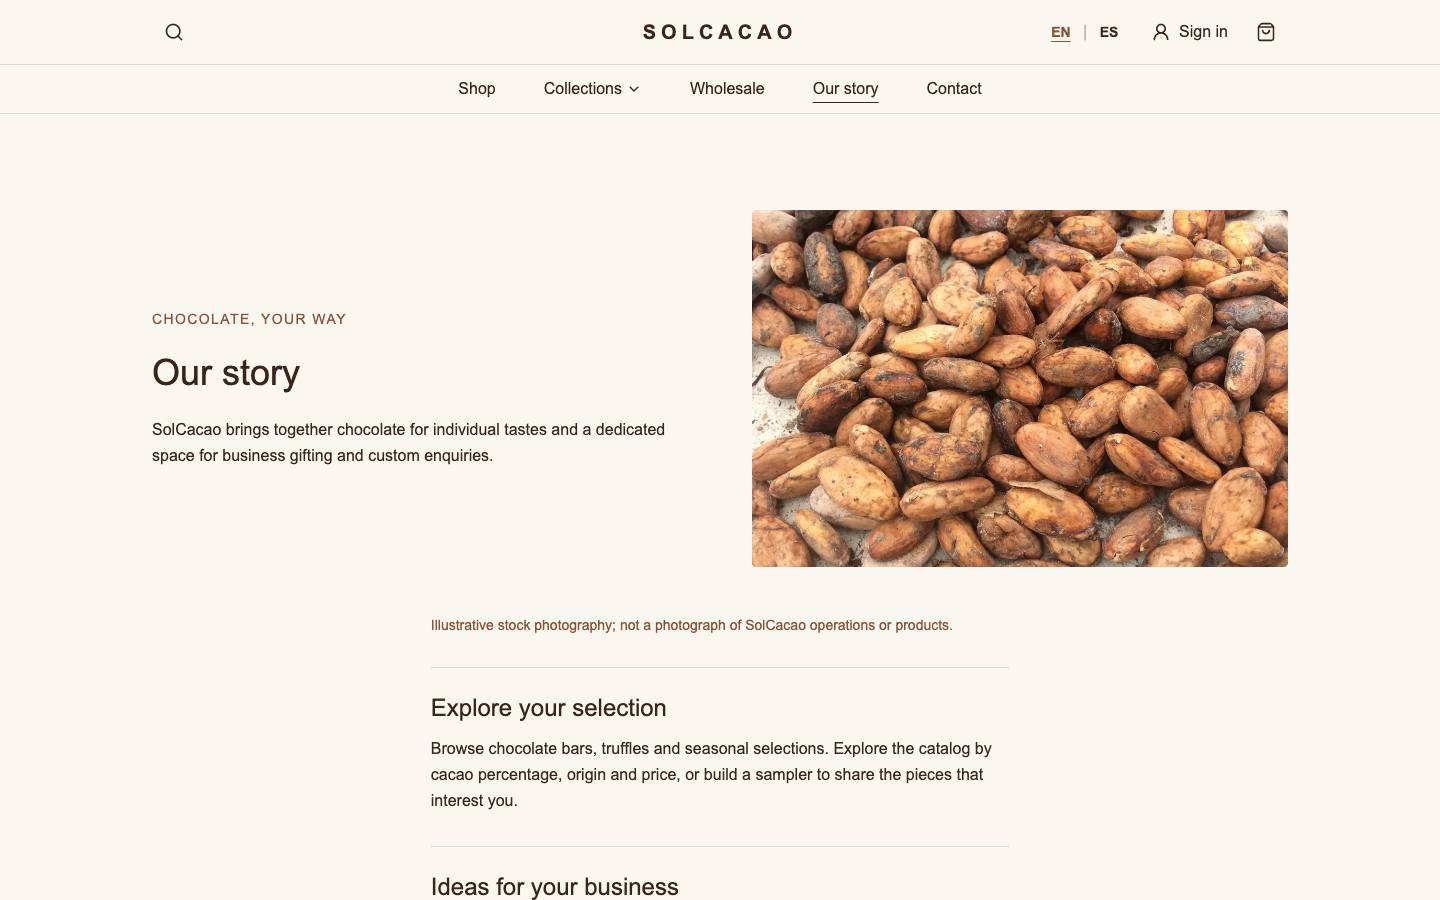 SOLCACAO
EN | ES
Sign in
Shop
Collections
Wholesale
Our story
Contact
CHOCOLATE, YOUR WAY
Our story
SolCacao brings together chocolate for individual tastes and a dedicated
space for business gifting and custom enquiries.
Illustrative stock photography; not a photograph of SolCacao operations or products.
Explore your selection
Browse chocolate bars, truffles and seasonal selections. Explore the catalog by
cacao percentage, origin and price, or build a sampler to share the pieces that
interest you.
Ideas for your business